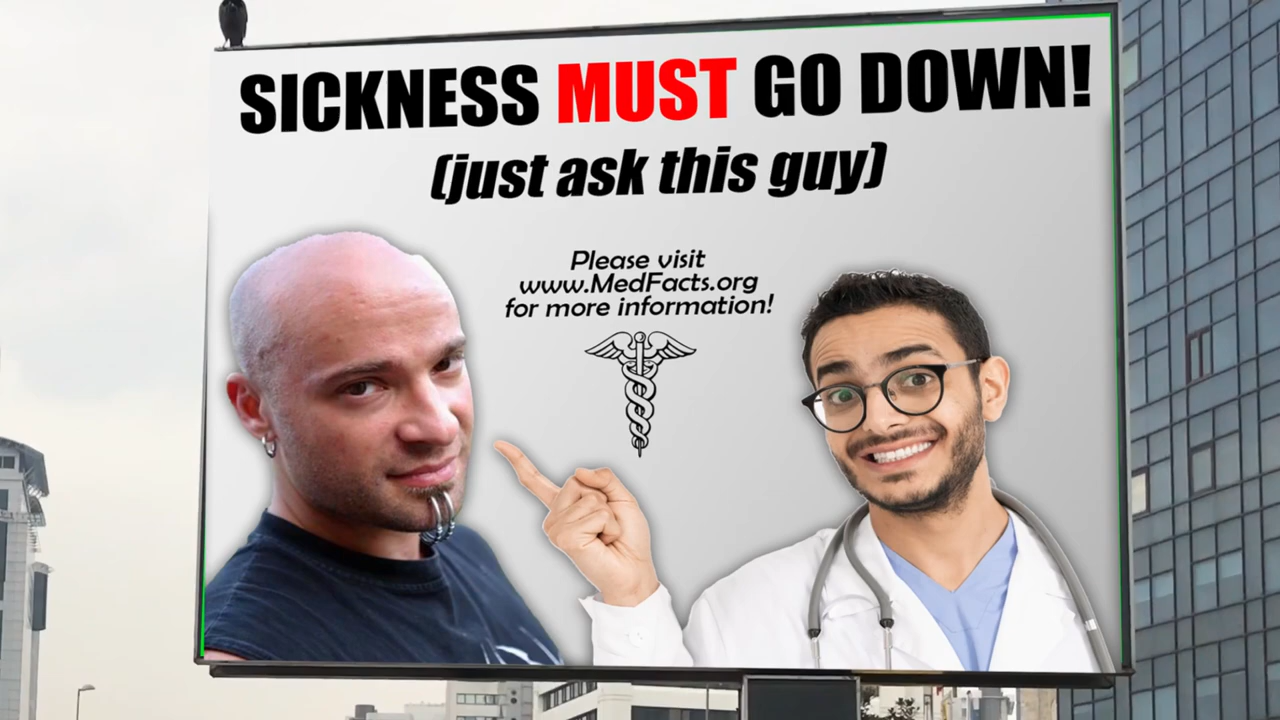 SICKNESS MUST GO DOWN!
(just ask this guy)
Please visit
www.MedFacts.org
for more information!